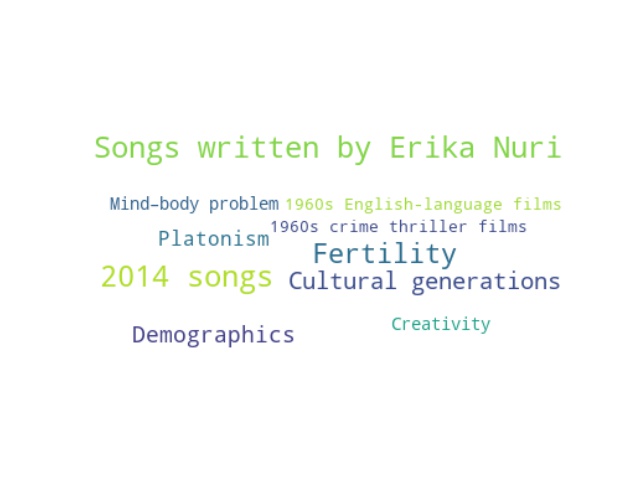 Songs written by Erika Nuri
Mind–body problem
1960s English-language films
1960s crime thriller films
Platonism
Fertility
2014 songs
Cultural generations
Creativity
Demographics